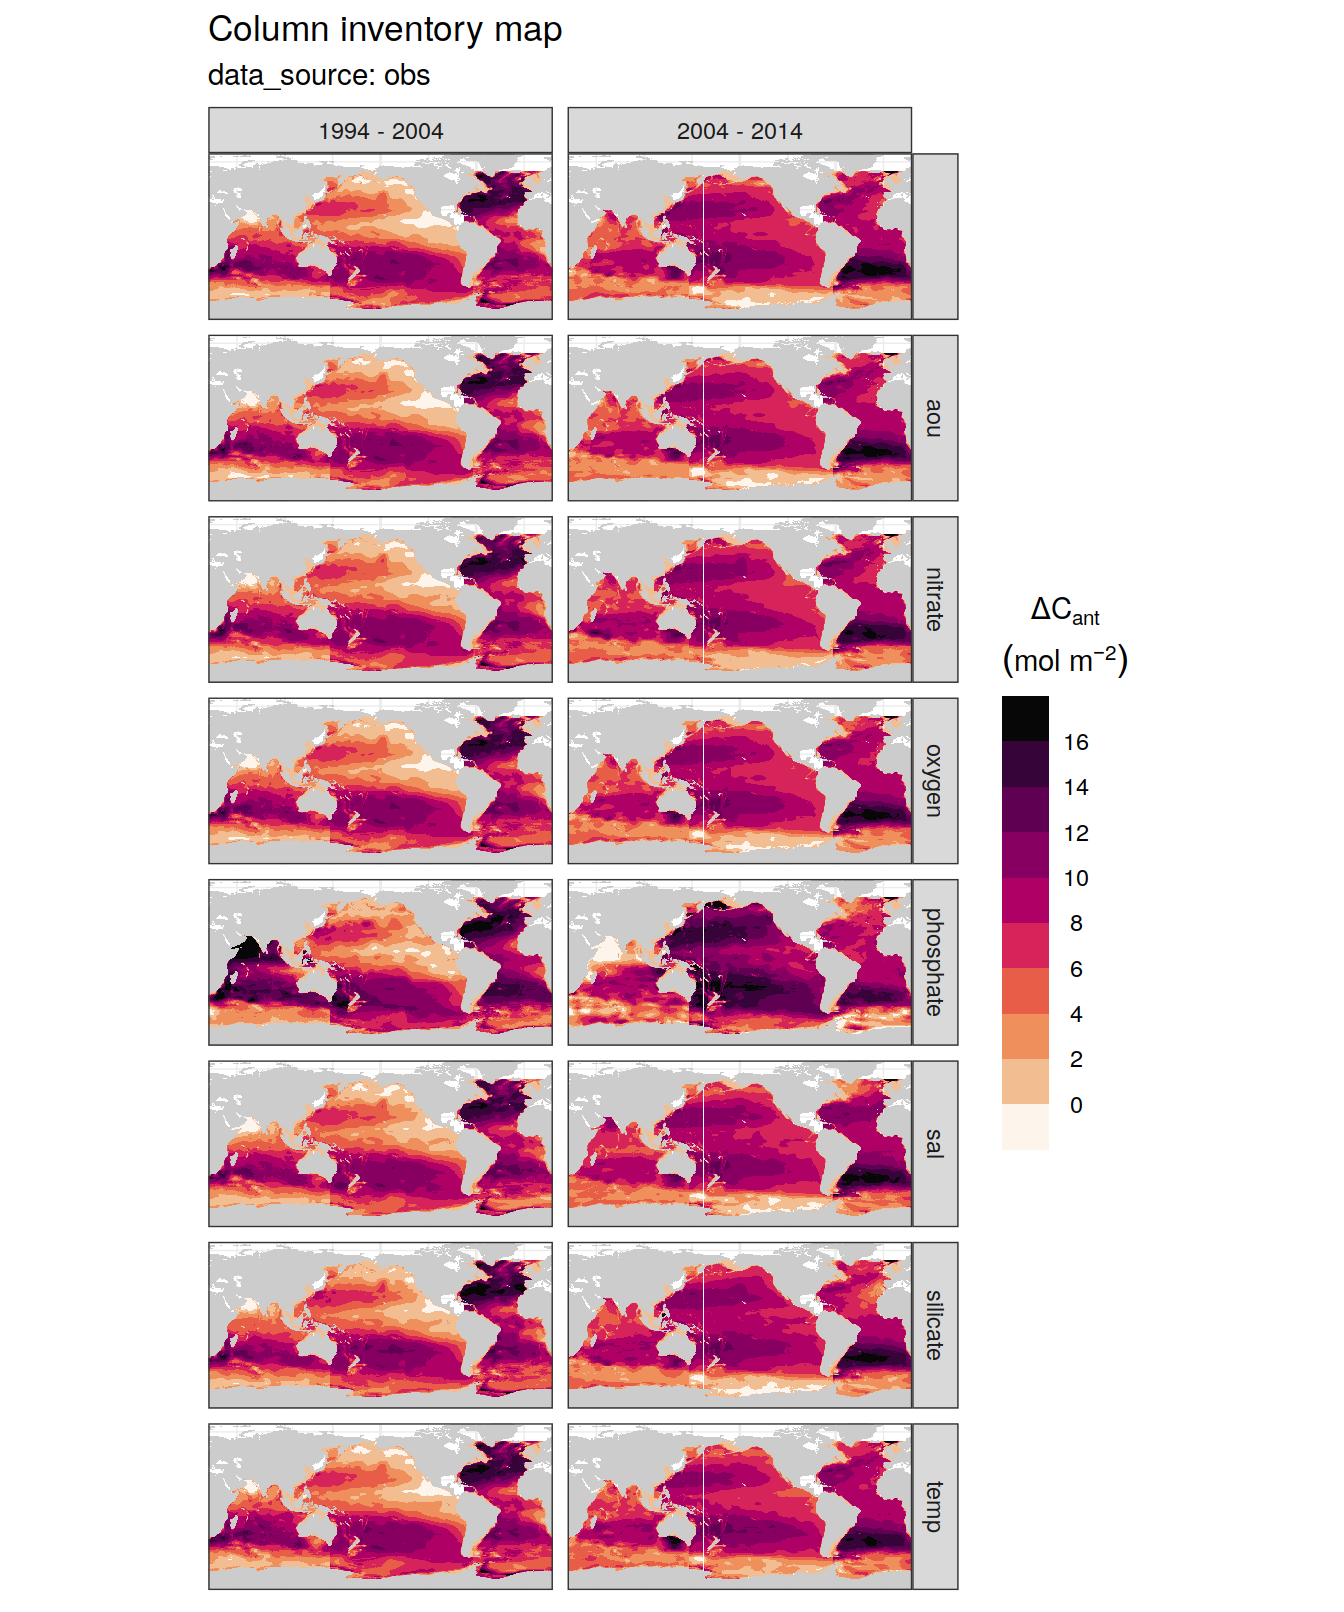 Column inventory map
data_source: obs
1994 - 2004
2004 - 2014
aou
nitrate
oxygen
phosphate
sal
silicate
temp
ΔCant
(mol m−2)
16
14
12
10
8
6
4
2
0